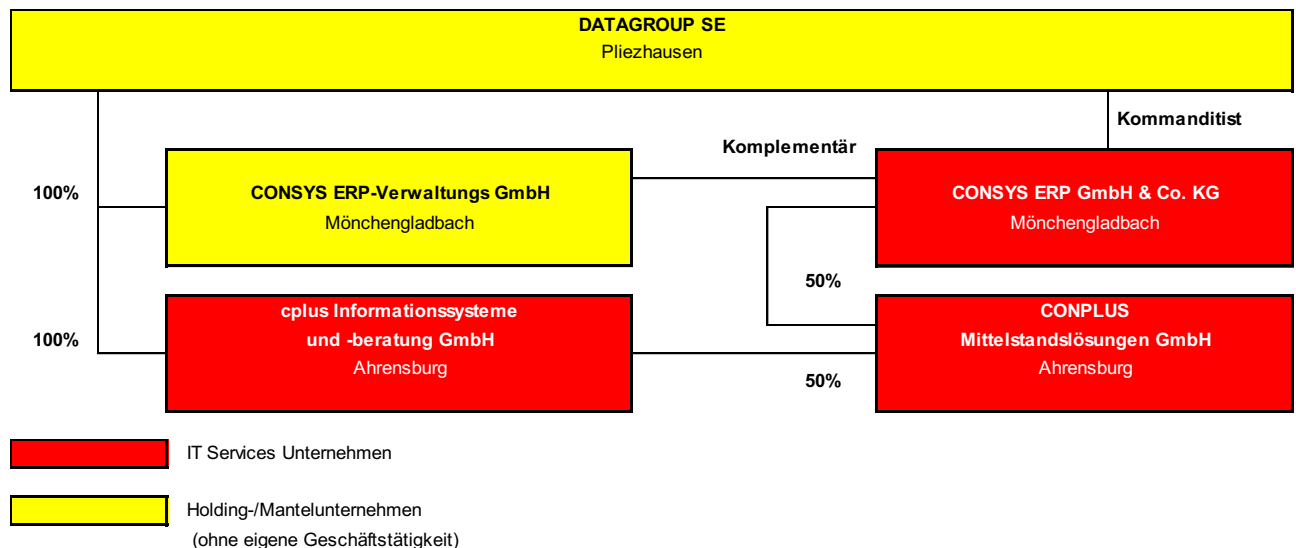 DATAGROUP SE
Pliezhausen
Kommanditist
Komplementär
100%
CONSYS ERP-Verwaltungs GmbH
Mönchengladbach
CONSYS ERP GmbH & Co. KG
Mönchengladbach
50%
100%
cplus Informationssysteme
und -beratung GmbH
Ahrensburg
CONPLUS
Mittelstandslösungen GmbH
Ahrensburg
50%
IT Services Unternehmen
Holding-/Mantelunternehmen
(ohne eigene Geschäftstätigkeit)